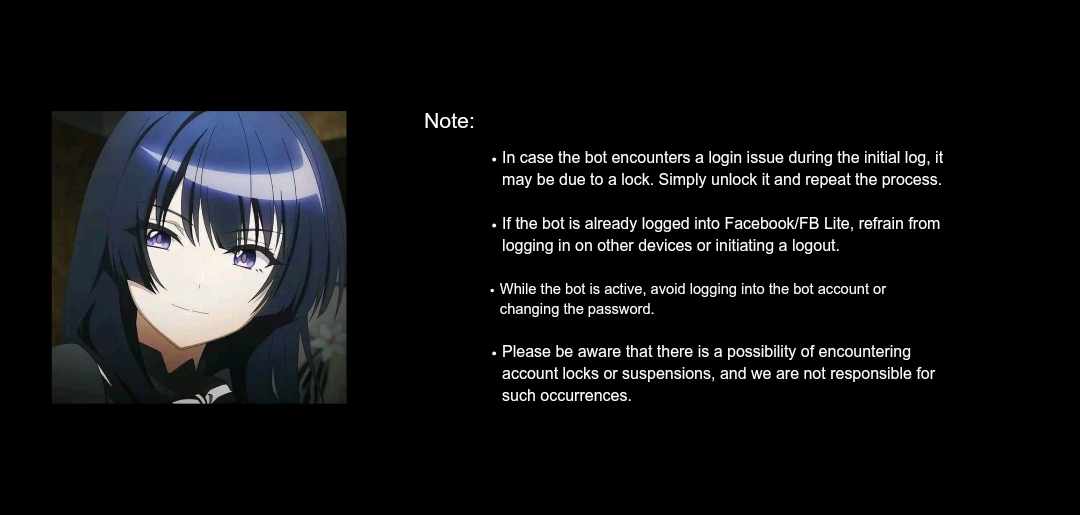 Note:
• In case the bot encounters a login issue during the initial log, it
may be due to a lock. Simply unlock it and repeat the process.
• If the bot is already logged into Facebook/FB Lite, refrain from
logging in on other devices or initiating a logout.
• While the bot is active, avoid logging into the bot account or
changing the password.
• Please be aware that there is a possibility of encountering
account locks or suspensions, and we are not responsible for
such occurrences.